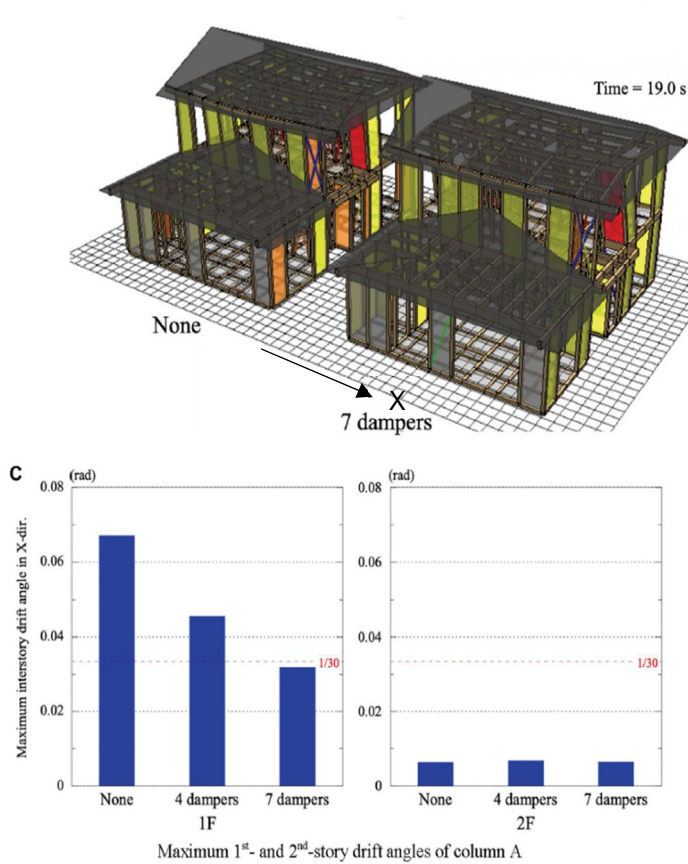 Time = 19.0 s
None
X
7 dampers
C
(rad)
(rad)
Maximum interstory drift angle in X-dir.
0.08
0.06
0.04
0.02
0
1/30
None
4 dampers
7 dampers
1F
0.08
0.06
0.04
0.02
0
1/30
None
4 dampers
7 dampers
2F
Maximum 1st- and 2nd-story drift angles of column A